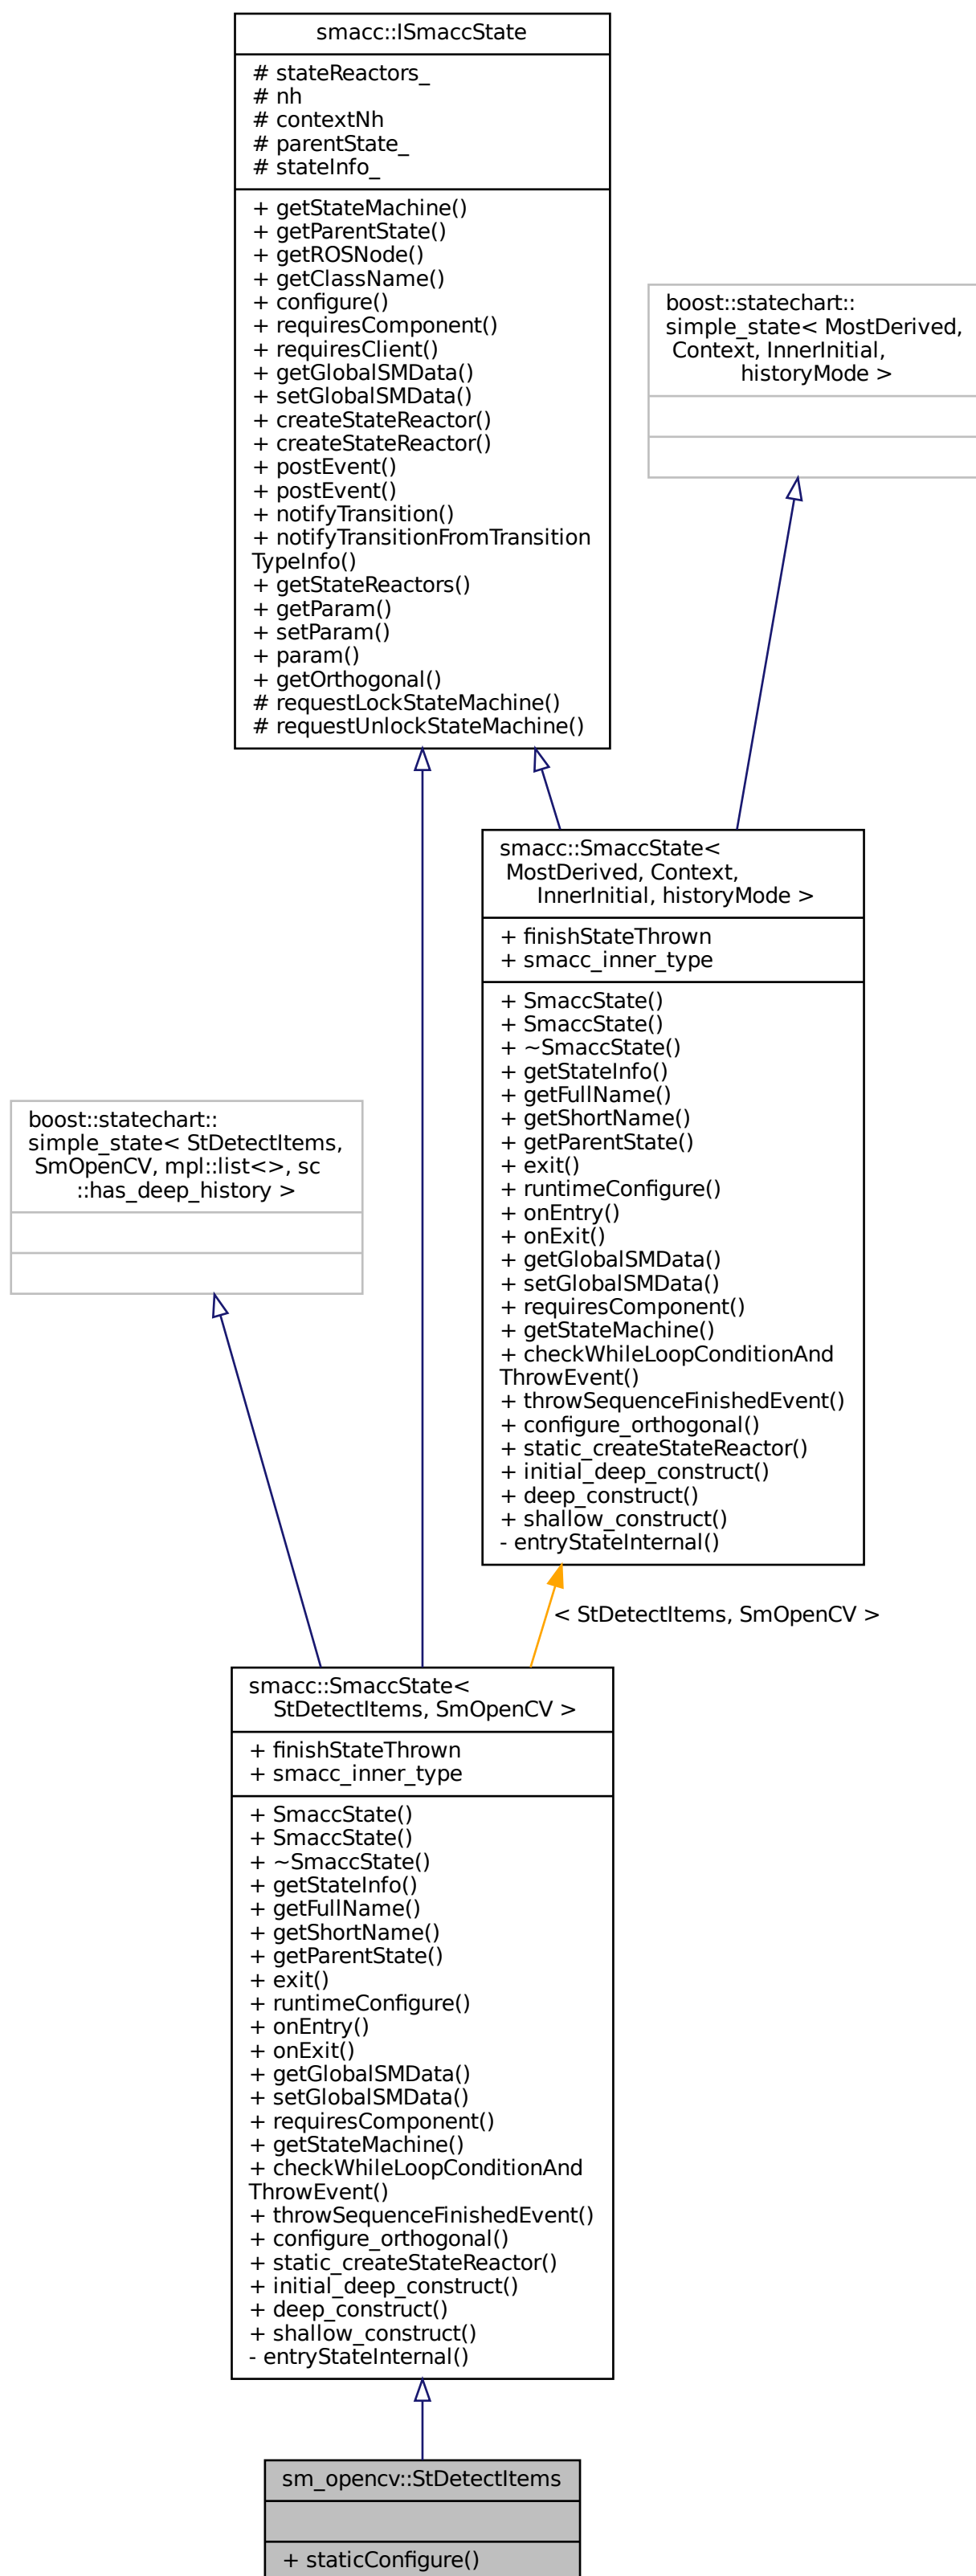 smacc::ISmaccState
# stateReactors_
# nh
# contextNh
# parentState_
# stateInfo_
+ getStateMachine()
+ getParentState()
+ getROSNode()
+ getClassName()
+ configure()
+ requiresComponent()
+ requiresClient()
+ getGlobalSMData()
+ setGlobalSMData()
+ createStateReactor()
+ createStateReactor()
+ postEvent()
+ postEvent()
+ notifyTransition()
+ notifyTransitionFromTransition
TypeInfo()
+ getStateReactors()
+ getParam()
+ setParam()
+ param()
+ getOrthogonal()
# requestLockStateMachine()
# requestUnlockStateMachine()
boost::statechart::
simple_state< MostDerived,
Context, InnerInitial,
historyMode >
smacc::SmaccState<
MostDerived, Context,
InnerInitial, historyMode >
+ finishStateThrown
+ smacc_inner_type
+ SmaccState()
+ SmaccState()
+ ~SmaccState()
+ getStateInfo()
+ getFullName()
+ getShortName()
+ getParentState()
+ exit()
+ runtimeConfigure()
+ onEntry()
+ onExit()
+ getGlobalSMData()
+ setGlobalSMData()
+ requiresComponent()
+ getStateMachine()
+ checkWhileLoopConditionAnd
ThrowEvent()
+ throwSequenceFinishedEvent()
+ configure_orthogonal()
+ static_createStateReactor()
+ initial_deep_construct()
+ deep_construct()
+ shallow_construct()
- entryStateInternal()
boost::statechart::
simple_state< StDetectItems,
SmOpenCV, mpl::list<>, sc
::has_deep_history >
< StDetectItems, SmOpenCV >
smacc::SmaccState<
StDetectItems, SmOpenCV >
+ finishStateThrown
+ smacc_inner_type
+ SmaccState()
+ SmaccState()
+ ~SmaccState()
+ getStateInfo()
+ getFullName()
+ getShortName()
+ getParentState()
+ exit()
+ runtimeConfigure()
+ onEntry()
+ onExit()
+ getGlobalSMData()
+ setGlobalSMData()
+ requiresComponent()
+ getStateMachine()
+ checkWhileLoopConditionAnd
ThrowEvent()
+ throwSequenceFinishedEvent()
+ configure_orthogonal()
+ static_createStateReactor()
+ initial_deep_construct()
+ deep_construct()
+ shallow_construct()
- entryStateInternal()
sm_opencv::StDetectItems
+ staticConfigure()